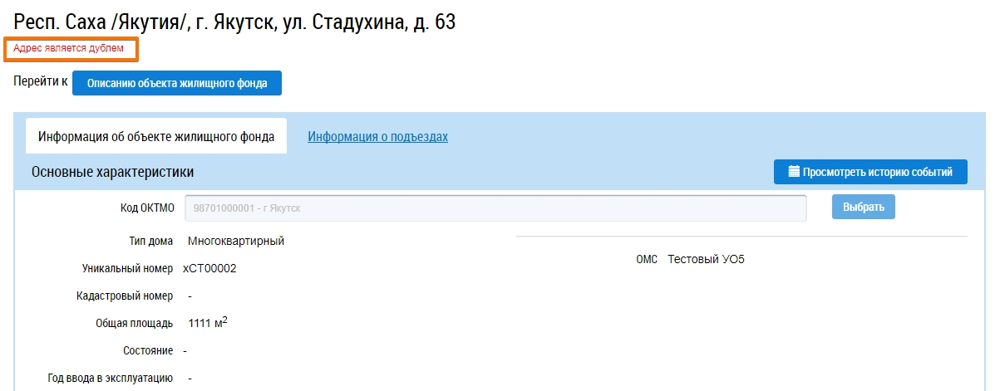 Респ. Саха /Якутия/, г. Якутск, ул. Стадухина, д. 63
Адрес является дублем
Перейти к Описанию объекта жилищного фонда
Информация об объекте жилищного фонда Информация о подъездах
Основные характеристики Просмотреть историю событий
Код ОКТМО 98701000001 - г Якутск Выбрать
Тип дома Многоквартирный
ОМС Тестовый УО5
Уникальный номер хСТ00002
Кадастровый номер -
Общая площадь 1111 м²
Состояние -
Год ввода в эксплуатацию -